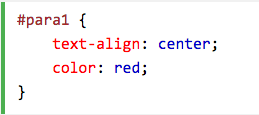 #para1 {
    text-align: center;
    color: red;
}